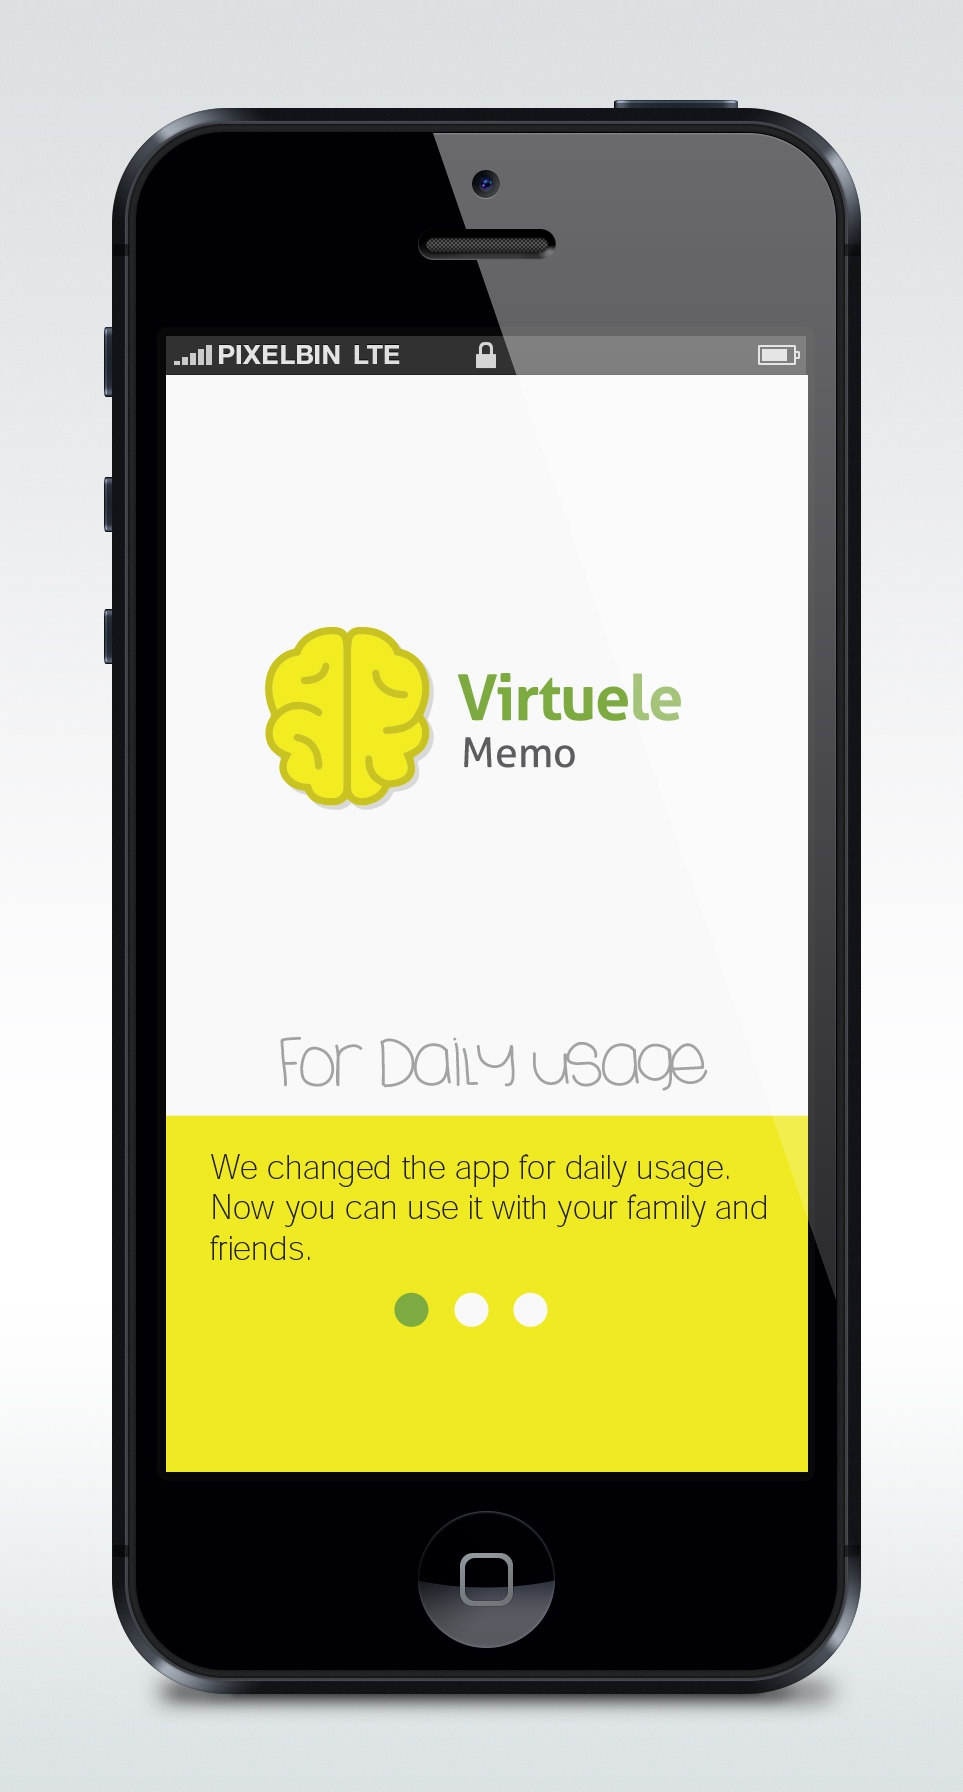 PIXELBIN LTE
Virtuele
Memo
For Daily usage
We changed the app for daily usage.
Now you can use it with your family and
friends.